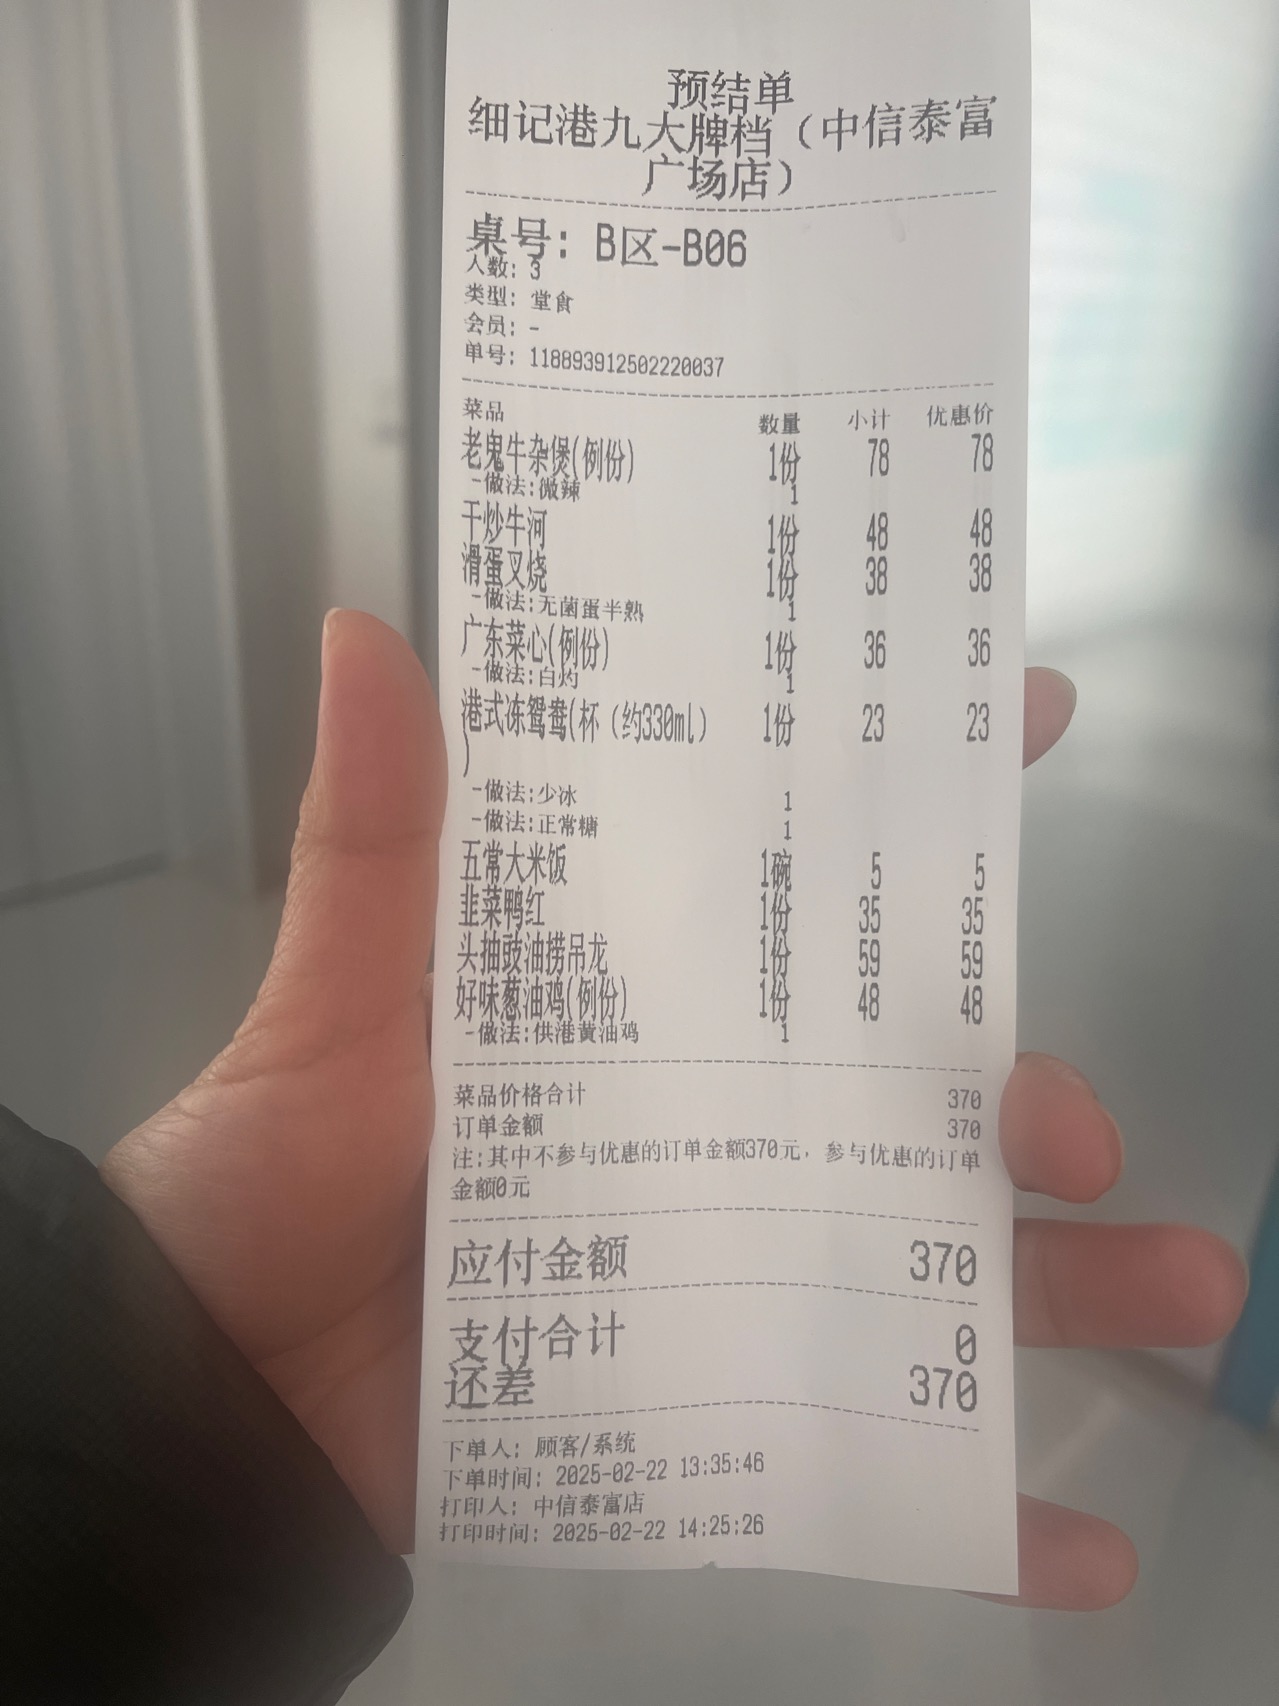 预结单
细记港九大牌档（中信泰富
广场店）
桌号: B区-B06
人数: 3
类型: 堂食
会员: -
单号: 118893912502220037
菜品 数量 小计 优惠价
老鬼牛杂煲(例份) 1份 78 78
-做法:微辣 1
干炒牛河 1份 48 48
滑蛋叉烧 1份 38 38
-做法:无菌蛋半熟 1
广东菜心(例份) 1份 36 36
-做法:白灼 1
港式冻鸳鸯(杯（约330ml） 1份 23 23
)
-做法:少冰 1
-做法:正常糖 1
五常大米饭 1碗 5 5
韭菜鸭红 1份 35 35
头抽豉油捞吊龙 1份 59 59
好味葱油鸡(例份) 1份 48 48
-做法:供港黄油鸡 1
菜品价格合计 370
订单金额 370
注:其中不参与优惠的订单金额370元，参与优惠的订单
金额0元
应付金额 370
支付合计 0
还差 370
下单人: 顾客/系统
下单时间: 2025-02-22 13:35:46
打印人: 中信泰富店
打印时间: 2025-02-22 14:25:26